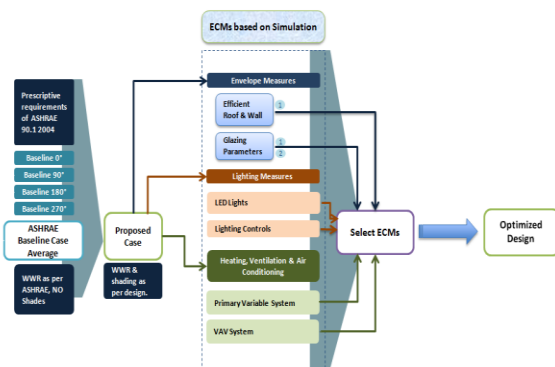 ECMs based on Simulation
Prescriptive
requirements
of ASHRAE
90.1 2004
Baseline 0°
Baseline 90°
Baseline 180°
Baseline 270°
ASHRAE
Baseline Case
Average
WWR as per
ASHRAE, NO
Shades
Proposed
Case
WWR &
shading as
per design.
Envelope Measures
Efficient
Roof & Wall
1
Glazing
Parameters
1
2
Lighting Measures
LED Lights
Lighting Controls
Heating, Ventilation & Air
Conditioning
Primary Variable System
VAV System
Select ECMs
Optimized
Design